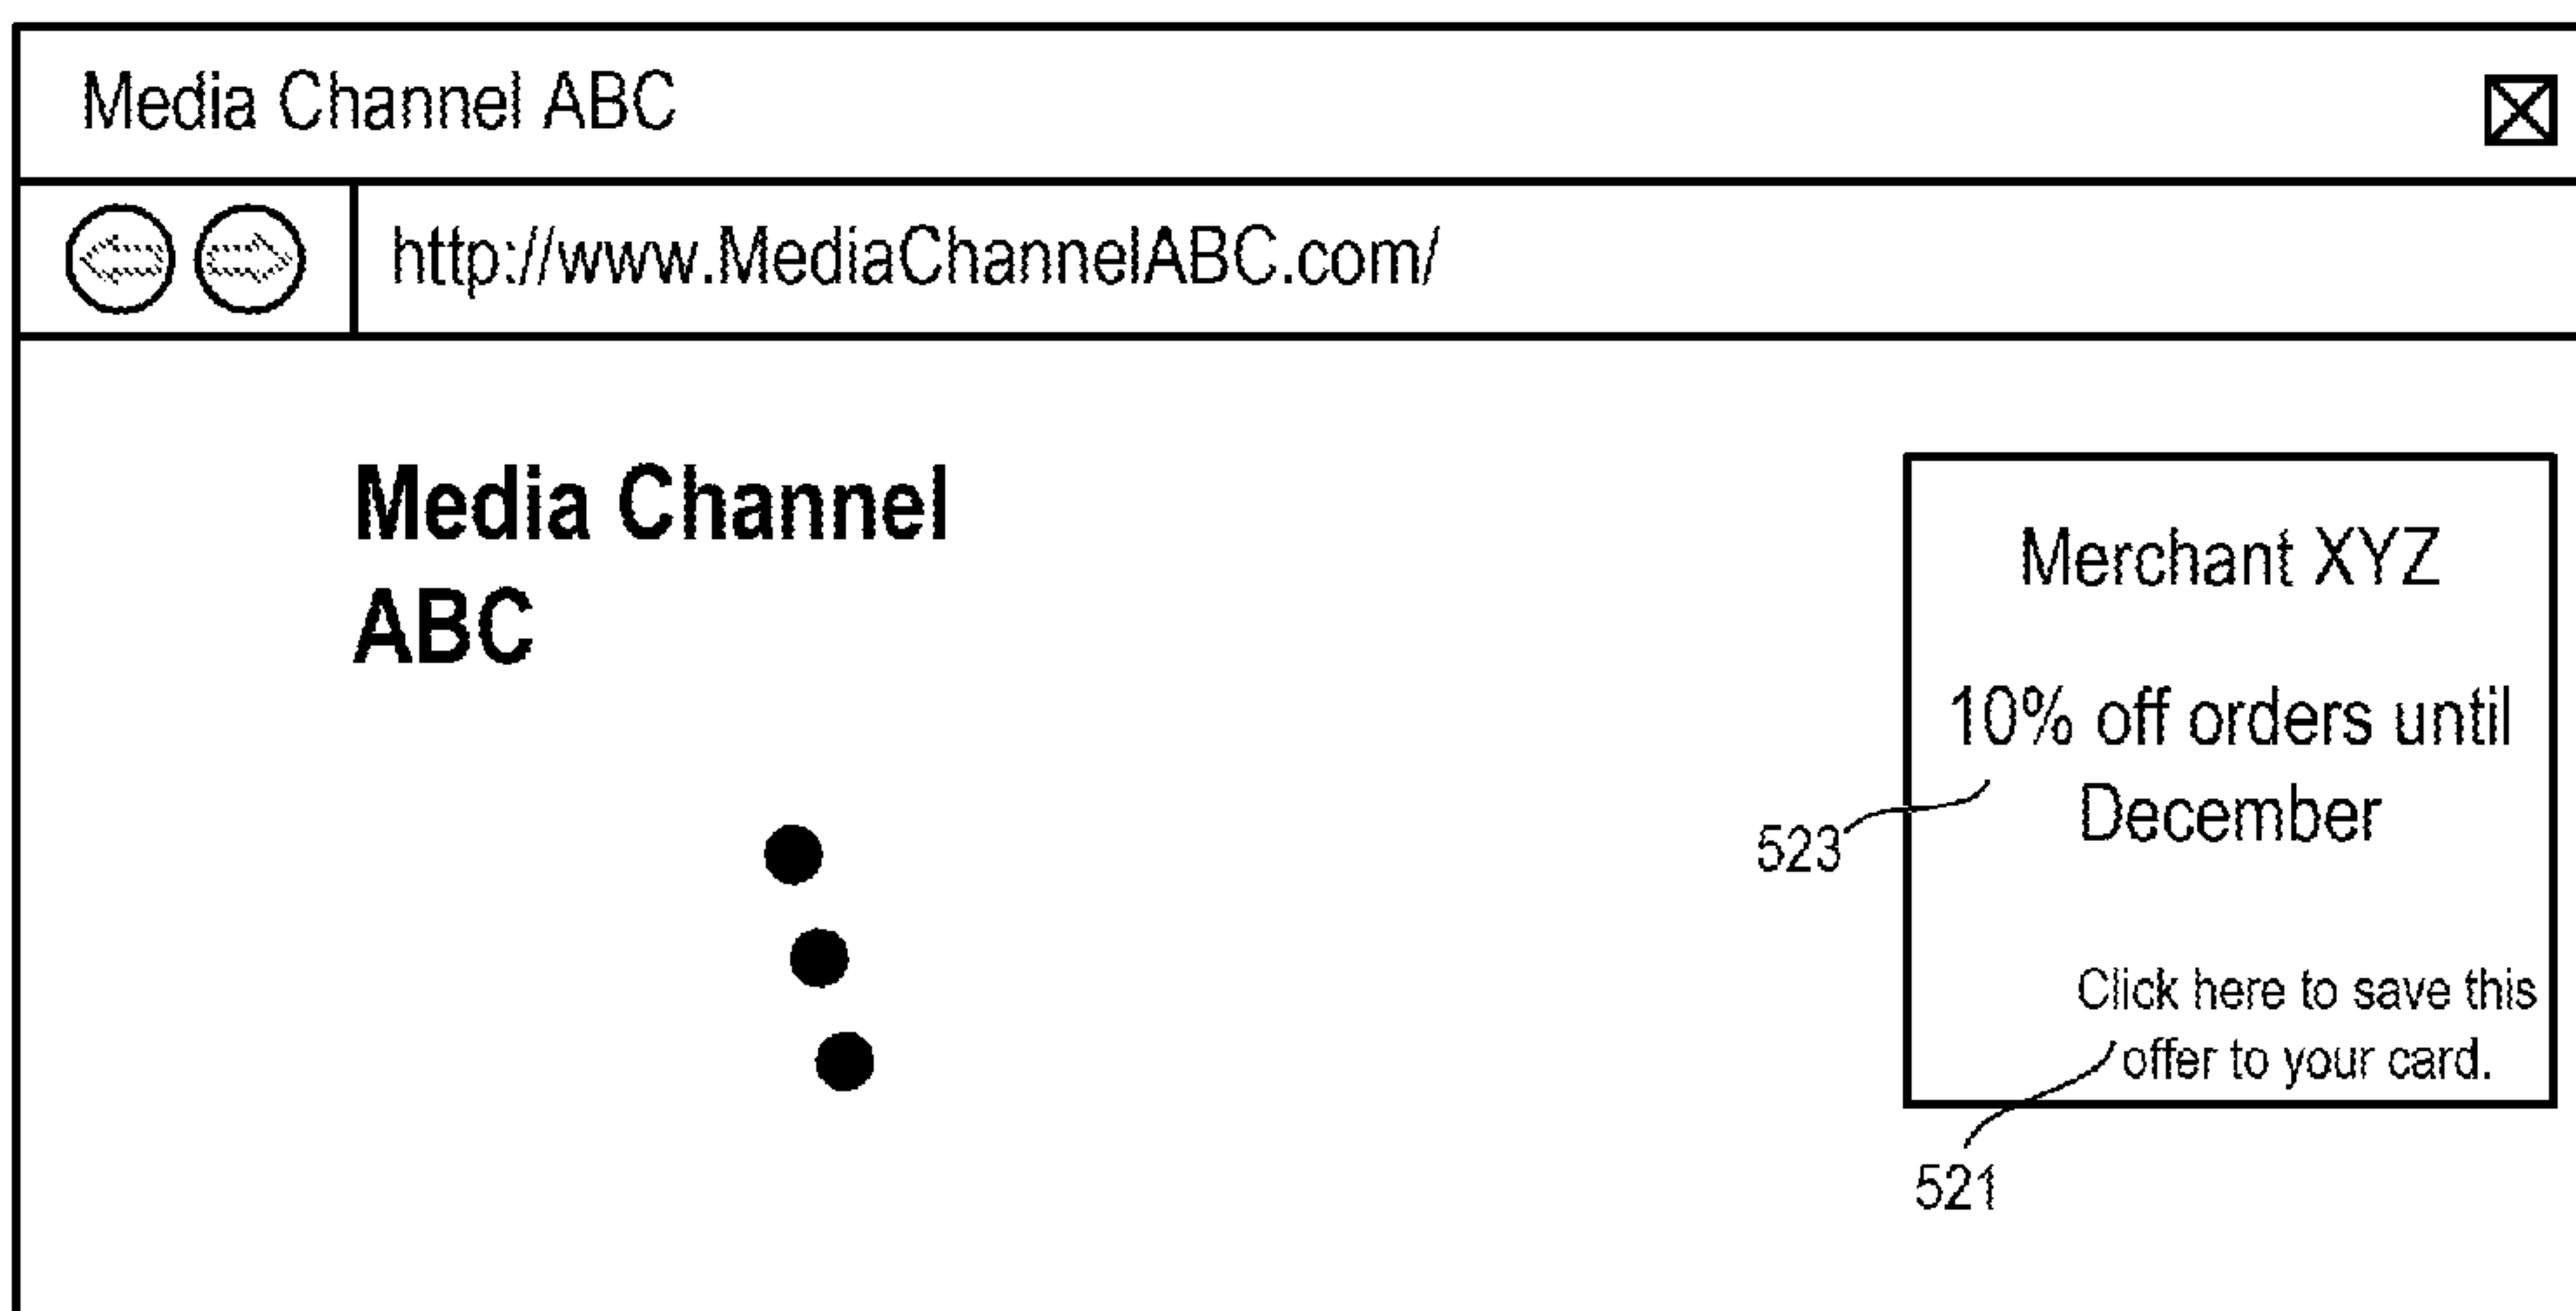 Media Channel ABC
http://www.MediaChannelABC.com/
Media Channel
ABC
Merchant XYZ
10% off orders until
December
523
Click here to save this
offer to your card.
521